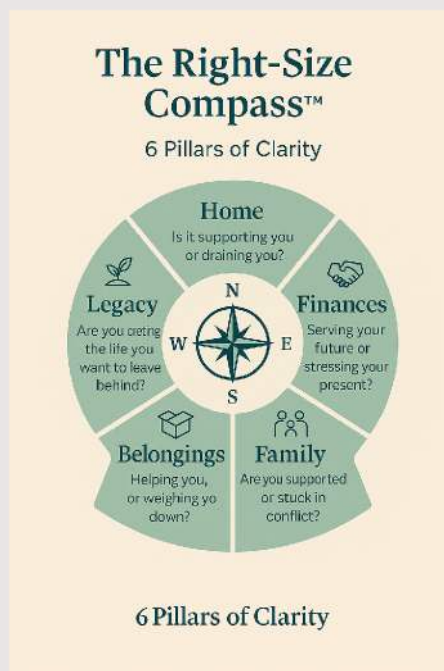 The Right-Size
Compass™
6 Pillars of Clarity
Home
Is it supporting you
or draining you?
Finances
Serving your
future or
stressing your
present?
Family
Are you supported
or stuck in
conflict?
Belongings
Helping you,
or weighing yo
down?
Legacy
Are you creting
the life you
want to leave
behind?
N
W
E
S
6 Pillars of Clarity